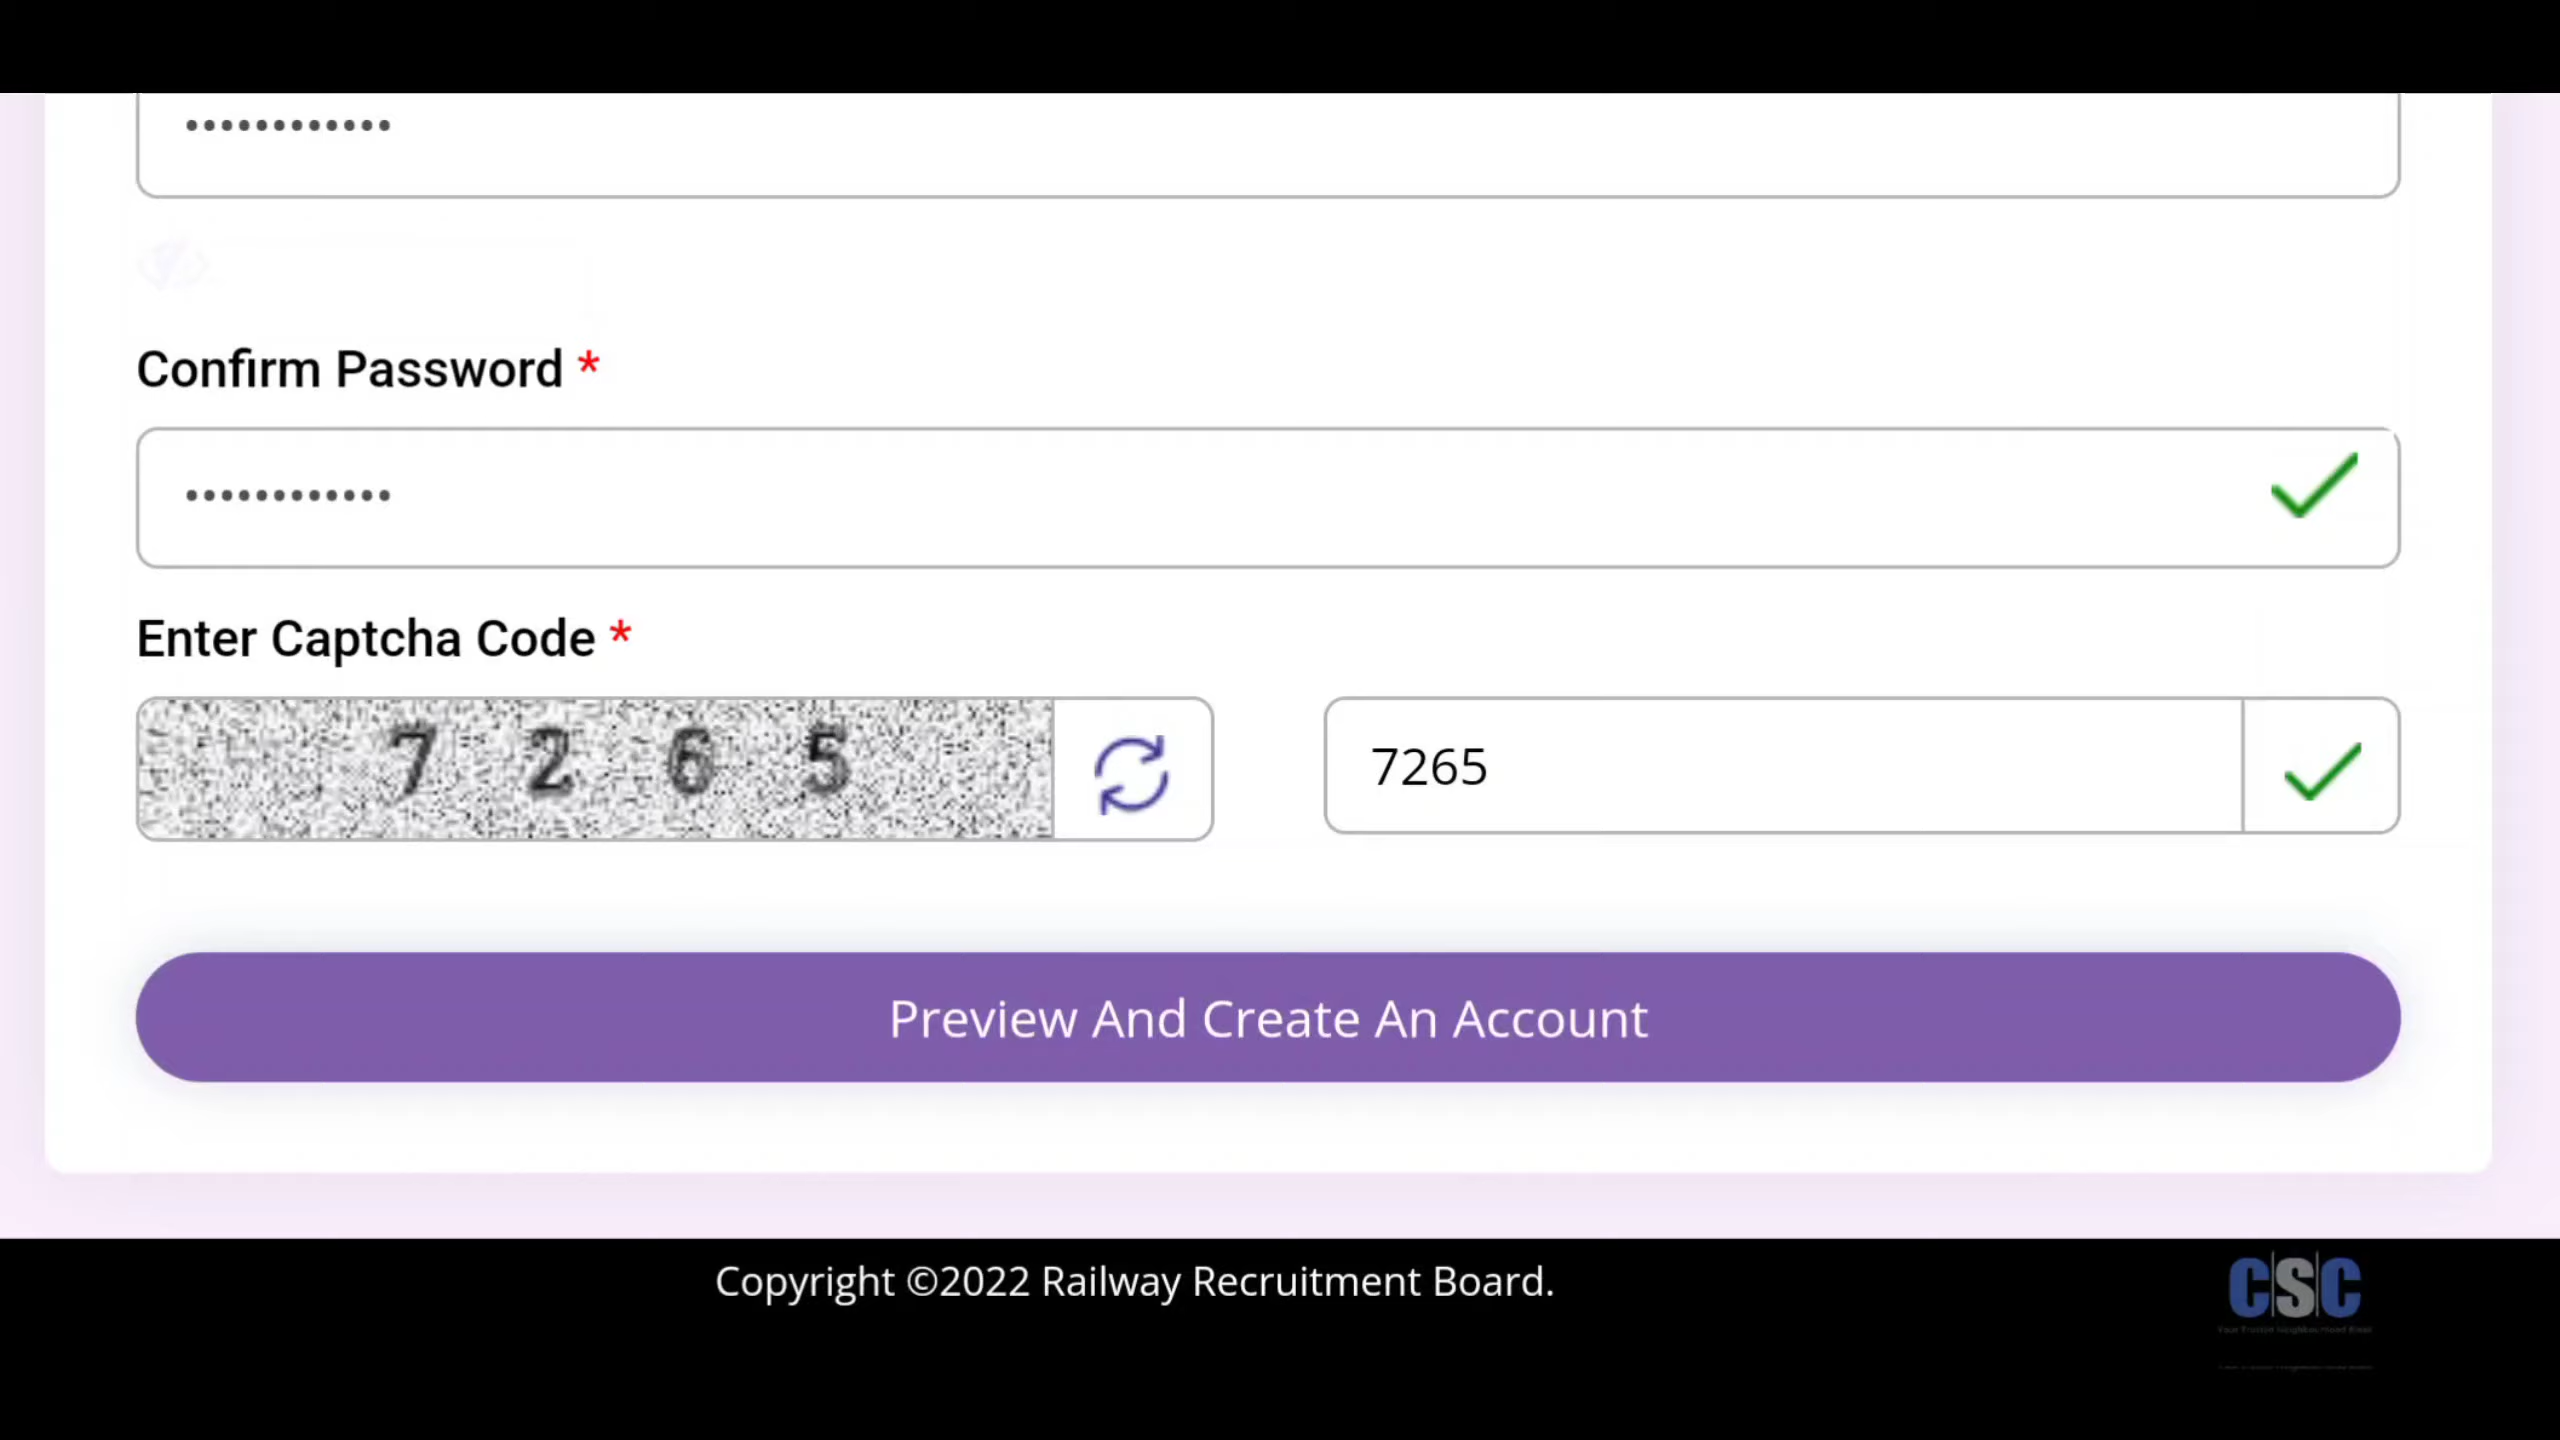 ••••••••••••
Confirm Password *
••••••••••••
Enter Captcha Code *
7 2 6 5
7265
Preview And Create An Account
Copyright ©2022 Railway Recruitment Board.
CSC